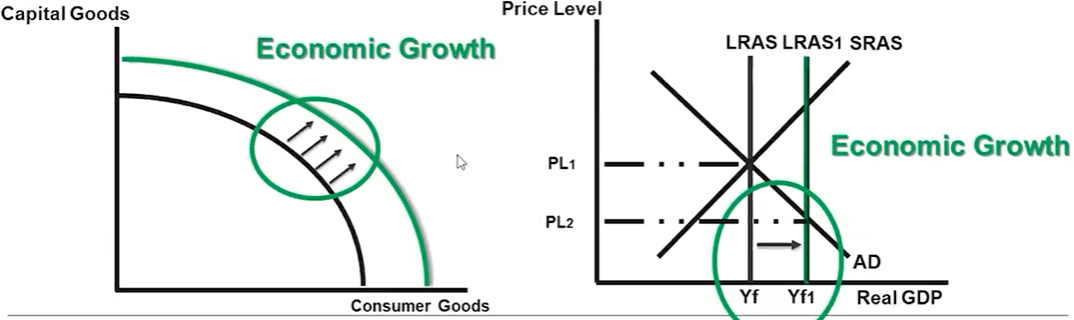 Capital Goods
Economic Growth
Consumer Goods
Price Level
LRAS LRAS1 SRAS
Economic Growth
PL1
PL2
AD
Yf Yf1 Real GDP